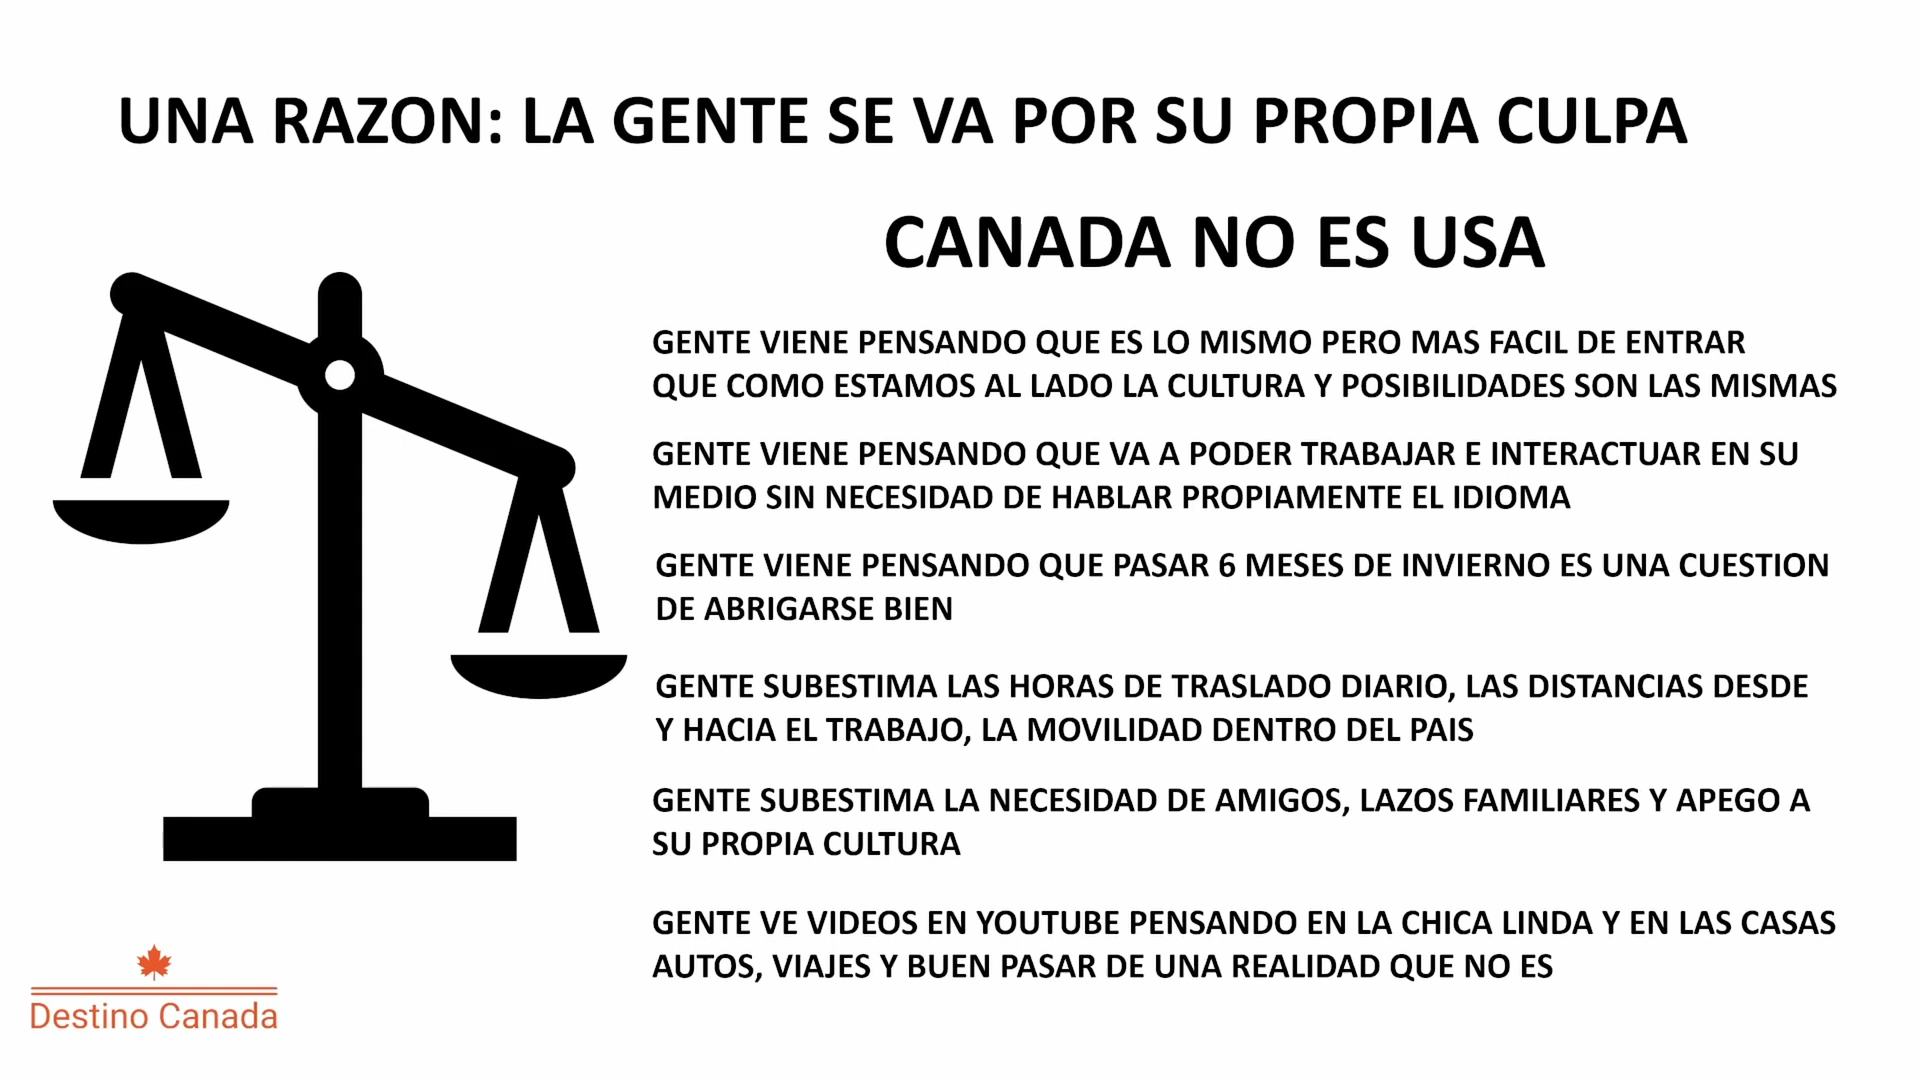 UNA RAZON: LA GENTE SE VA POR SU PROPIA CULPA
CANADA NO ES USA
GENTE VIENE PENSANDO QUE ES LO MISMO PERO MAS FACIL DE ENTRAR
QUE COMO ESTAMOS AL LADO LA CULTURA Y POSIBILIDADES SON LAS MISMAS
GENTE VIENE PENSANDO QUE VA A PODER TRABAJAR E INTERACTUAR EN SU
MEDIO SIN NECESIDAD DE HABLAR PROPIAMENTE EL IDIOMA
GENTE VIENE PENSANDO QUE PASAR 6 MESES DE INVIERNO ES UNA CUESTION
DE ABRIGARSE BIEN
GENTE SUBESTIMA LAS HORAS DE TRASLADO DIARIO, LAS DISTANCIAS DESDE
Y HACIA EL TRABAJO, LA MOVILIDAD DENTRO DEL PAIS
GENTE SUBESTIMA LA NECESIDAD DE AMIGOS, LAZOS FAMILIARES Y APEGO A
SU PROPIA CULTURA
GENTE VE VIDEOS EN YOUTUBE PENSANDO EN LA CHICA LINDA Y EN LAS CASAS
AUTOS, VIAJES Y BUEN PASAR DE UNA REALIDAD QUE NO ES
Destino Canada